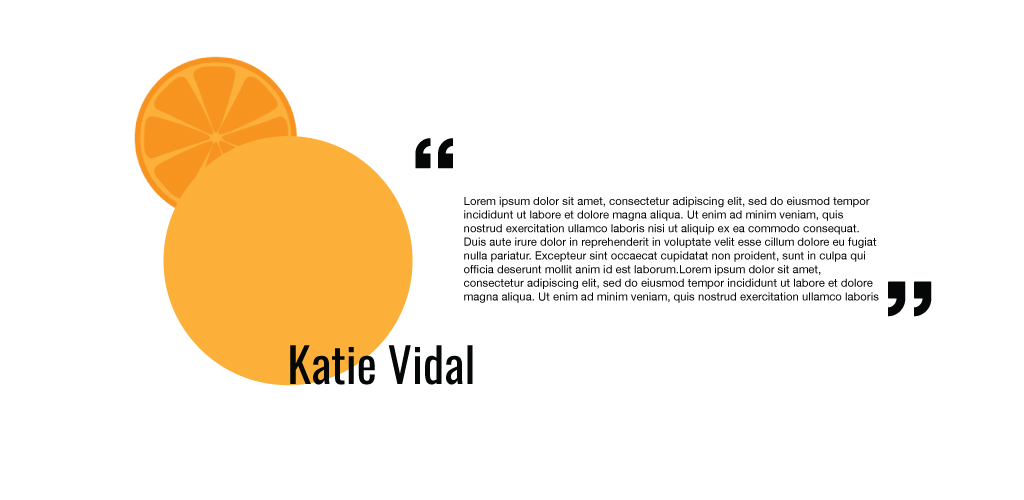 “
Lorem ipsum dolor sit amet, consectetur adipiscing elit, sed do eiusmod tempor
incididunt ut labore et dolore magna aliqua. Ut enim ad minim veniam, quis
nostrud exercitation ullamco laboris nisi ut aliquip ex ea commodo consequat.
Duis aute irure dolor in reprehenderit in voluptate velit esse cillum dolore eu fugiat
nulla pariatur. Excepteur sint occaecat cupidatat non proident, sunt in culpa qui
officia deserunt mollit anim id est laborum.Lorem ipsum dolor sit amet,
consectetur adipiscing elit, sed do eiusmod tempor incididunt ut labore et dolore
magna aliqua. Ut enim ad minim veniam, quis nostrud exercitation ullamco laboris
”
Katie Vidal